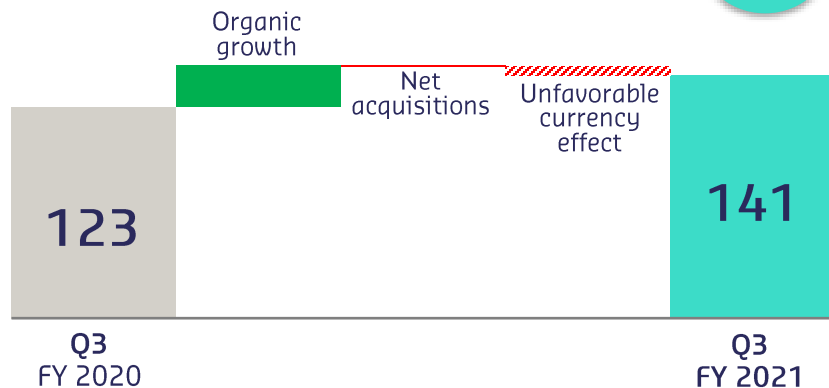 Organic
growth
Net
acquisitions
Unfavorable
currency
effect
123
141
Q3
FY 2020
Q3
FY 2021